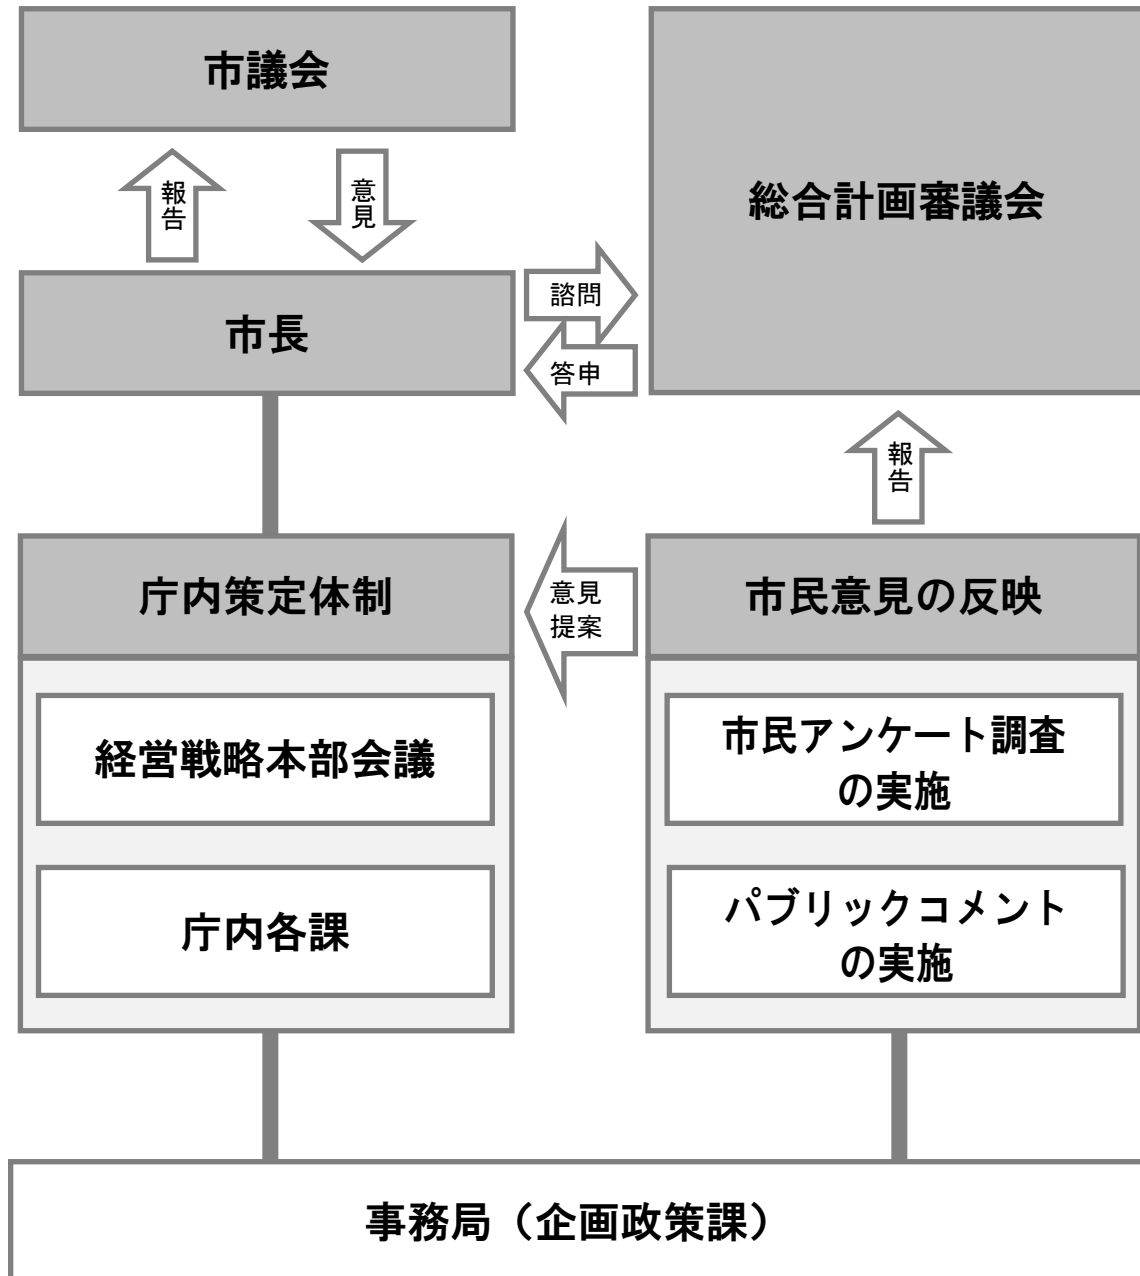 市議会
報告
意見
総合計画審議会
市長
諮問
答申
報告
庁内策定体制
意見
提案
市民意見の反映
経営戦略本部会議
市民アンケート調査
の実施
庁内各課
パブリックコメント
の実施
事務局（企画政策課）